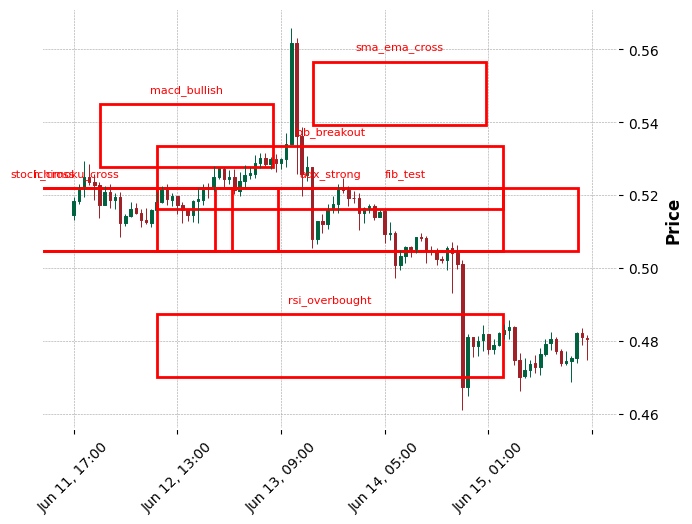 sma_ema_cross
macd_bullish
bb_breakout
ichimoku_cross
adx_strong
fib_test
rsi_overbought
0.56
0.54
0.52
0.50
0.48
0.46
Price
Jun 11, 17:00
Jun 12, 13:00
Jun 13, 09:00
Jun 14, 05:00
Jun 15, 01:00